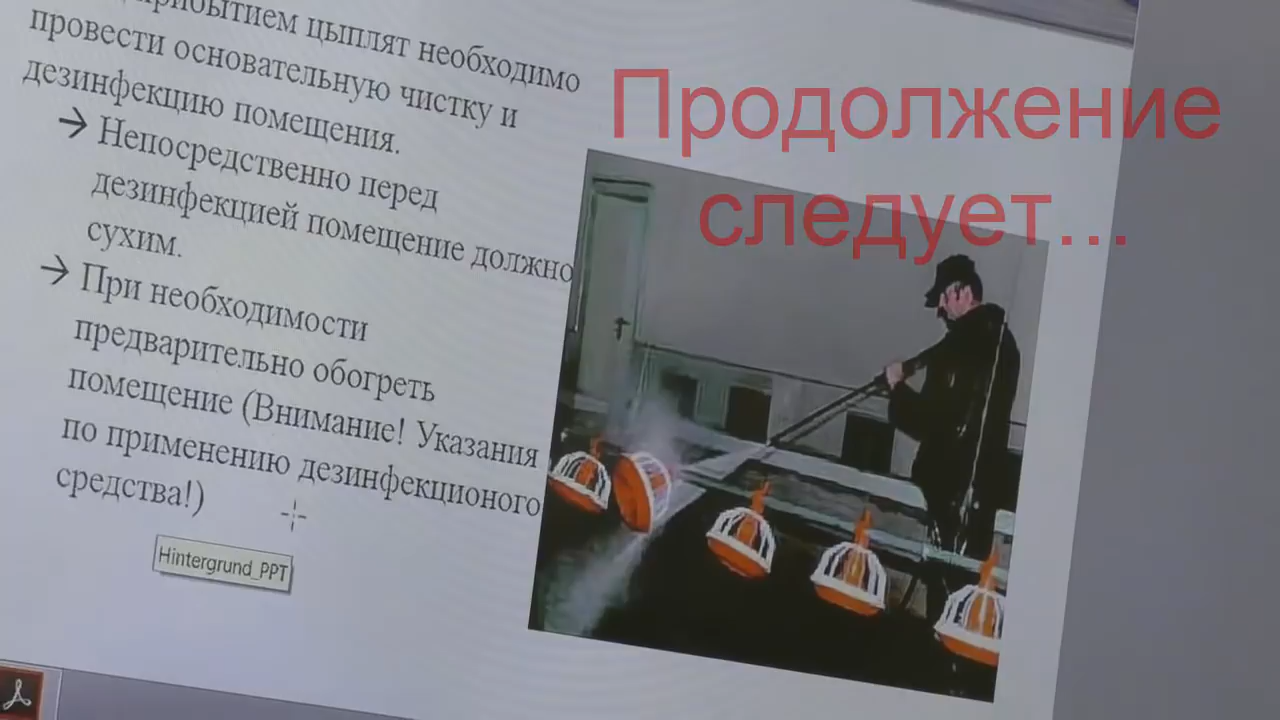 прибытием цыплят необходимо
провести основательную чистку и
дезинфекцию помещения.
→ Непосредственно перед
дезинфекцией помещение должно
сухим.
→ При необходимости
предварительно обогреть
помещение (Внимание! Указания
по применению дезинфекционого
средства!)
Hintergrund_PPT
Продолжение
следует...